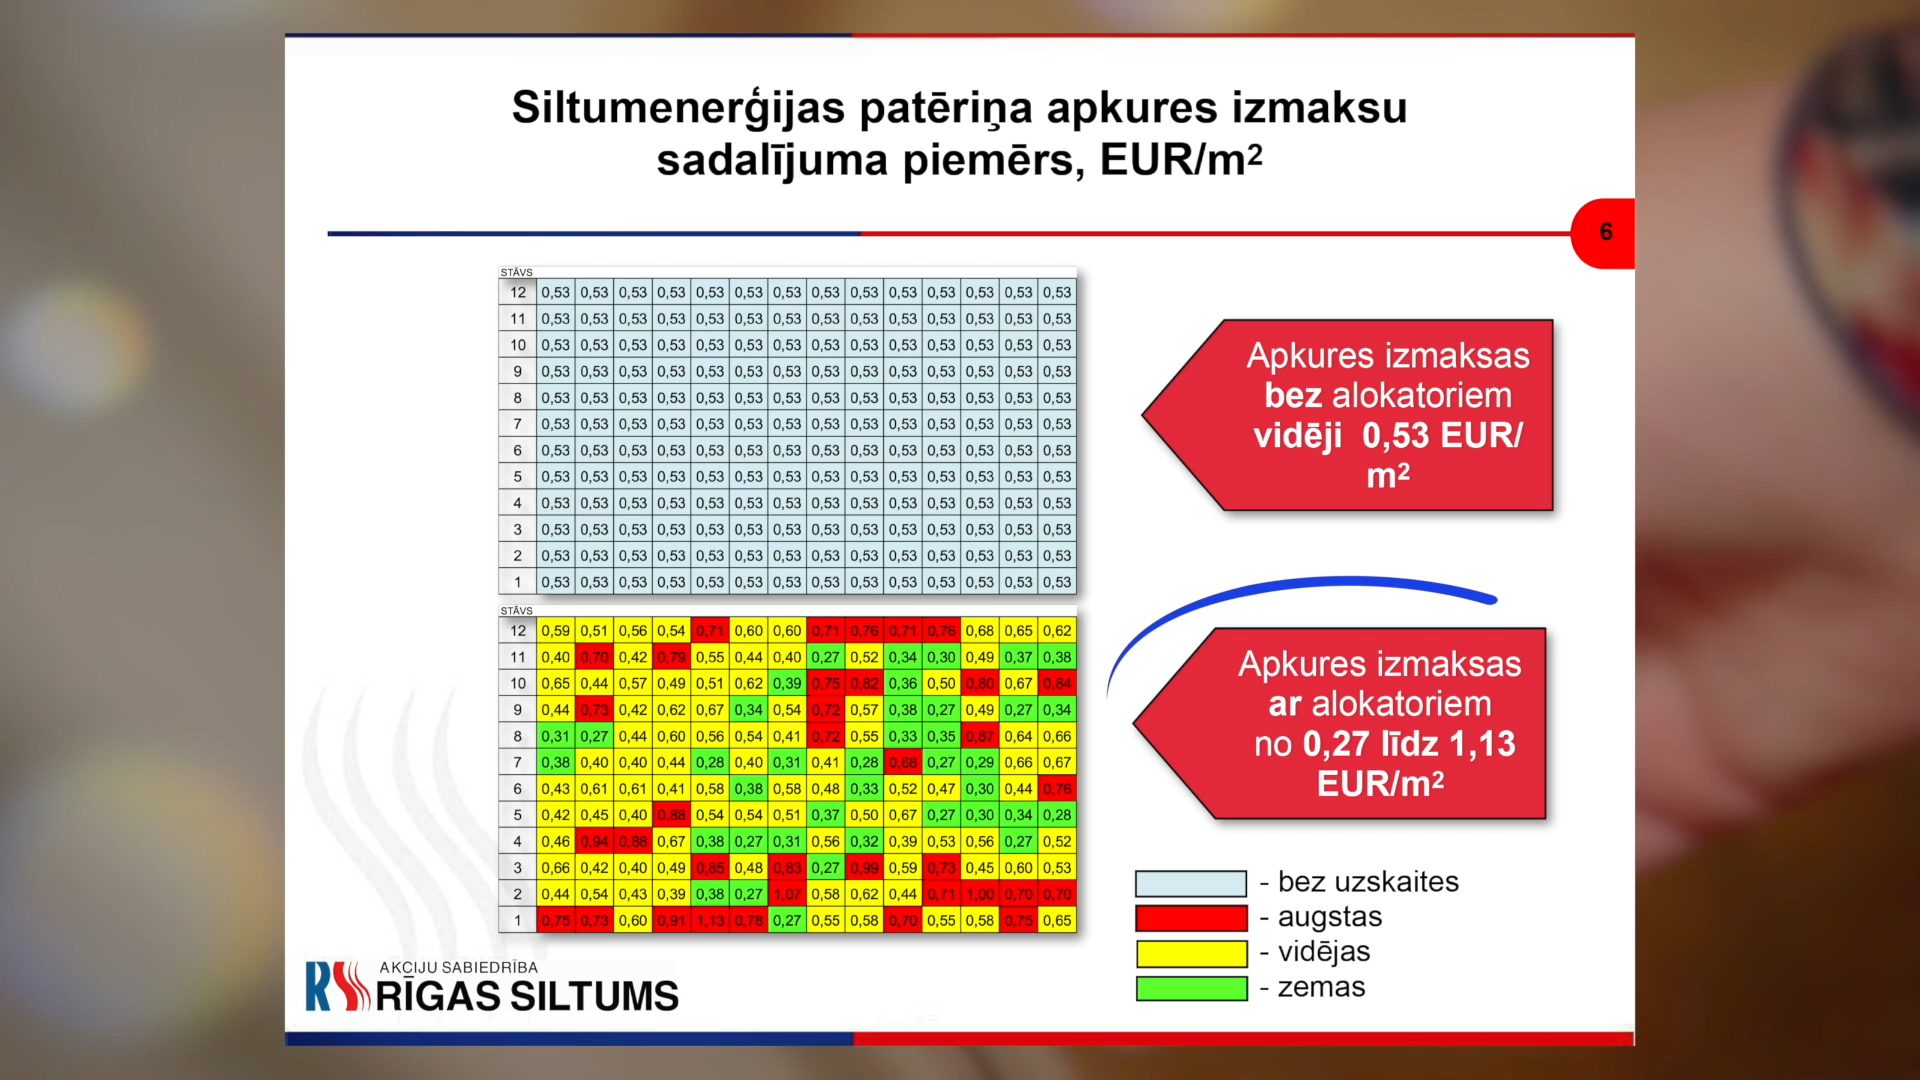 Siltumenerģijas patēriņa apkures izmaksu
sadalījuma piemērs, EUR/m²
6
STĀVS
12 0,53 0,53 0,53 0,53 0,53 0,53 0,53 0,53 0,53 0,53 0,53 0,53 0,53 0,53
11 0,53 0,53 0,53 0,53 0,53 0,53 0,53 0,53 0,53 0,53 0,53 0,53 0,53 0,53
10 0,53 0,53 0,53 0,53 0,53 0,53 0,53 0,53 0,53 0,53 0,53 0,53 0,53 0,53
9 0,53 0,53 0,53 0,53 0,53 0,53 0,53 0,53 0,53 0,53 0,53 0,53 0,53 0,53
8 0,53 0,53 0,53 0,53 0,53 0,53 0,53 0,53 0,53 0,53 0,53 0,53 0,53 0,53
7 0,53 0,53 0,53 0,53 0,53 0,53 0,53 0,53 0,53 0,53 0,53 0,53 0,53 0,53
6 0,53 0,53 0,53 0,53 0,53 0,53 0,53 0,53 0,53 0,53 0,53 0,53 0,53 0,53
5 0,53 0,53 0,53 0,53 0,53 0,53 0,53 0,53 0,53 0,53 0,53 0,53 0,53 0,53
4 0,53 0,53 0,53 0,53 0,53 0,53 0,53 0,53 0,53 0,53 0,53 0,53 0,53 0,53
3 0,53 0,53 0,53 0,53 0,53 0,53 0,53 0,53 0,53 0,53 0,53 0,53 0,53 0,53
2 0,53 0,53 0,53 0,53 0,53 0,53 0,53 0,53 0,53 0,53 0,53 0,53 0,53 0,53
1 0,53 0,53 0,53 0,53 0,53 0,53 0,53 0,53 0,53 0,53 0,53 0,53 0,53 0,53
Apkures izmaksas
bez alokatoriem
vidēji 0,53 EUR/
m²
STĀVS
12 0,59 0,51 0,56 0,54 0,71 0,60 0,60 0,71 0,76 0,71 0,76 0,68 0,65 0,62
11 0,40 0,70 0,42 0,79 0,55 0,44 0,40 0,27 0,52 0,34 0,30 0,49 0,37 0,38
10 0,65 0,44 0,57 0,49 0,51 0,62 0,39 0,75 0,82 0,36 0,50 0,80 0,67 0,84
9 0,44 0,73 0,42 0,62 0,67 0,34 0,54 0,72 0,57 0,38 0,27 0,49 0,27 0,34
8 0,31 0,27 0,44 0,60 0,56 0,54 0,41 0,72 0,55 0,33 0,35 0,87 0,64 0,66
7 0,38 0,40 0,40 0,44 0,28 0,40 0,31 0,41 0,28 0,68 0,27 0,29 0,66 0,67
6 0,43 0,61 0,61 0,41 0,58 0,38 0,58 0,48 0,33 0,52 0,47 0,30 0,44 0,76
5 0,42 0,45 0,40 0,88 0,54 0,54 0,51 0,37 0,50 0,67 0,27 0,30 0,34 0,28
4 0,46 0,94 0,88 0,67 0,38 0,27 0,31 0,56 0,32 0,39 0,53 0,56 0,27 0,52
3 0,66 0,42 0,40 0,49 0,85 0,48 0,83 0,27 0,99 0,59 0,73 0,45 0,60 0,53
2 0,44 0,54 0,43 0,39 0,38 0,27 1,07 0,58 0,62 0,44 0,71 1,00 0,70 0,70
1 0,75 0,73 0,60 0,91 1,13 0,78 0,27 0,55 0,58 0,70 0,55 0,58 0,75 0,65
Apkures izmaksas
ar alokatoriem
no 0,27 līdz 1,13
EUR/m²
- bez uzskaites
- augstas
- vidējas
- zemas
AKCIJU SABIEDRĪBA
RĪGAS SILTUMS